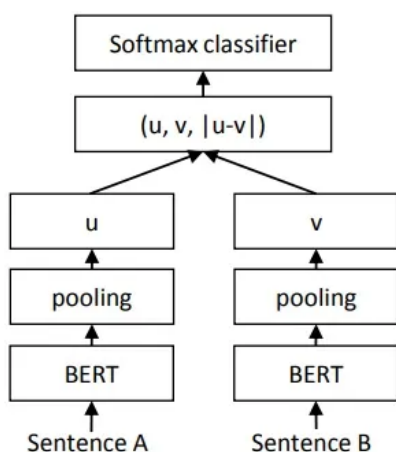 Softmax classifier
(u, v, |u-v|)
u v
pooling pooling
BERT BERT
Sentence A Sentence B